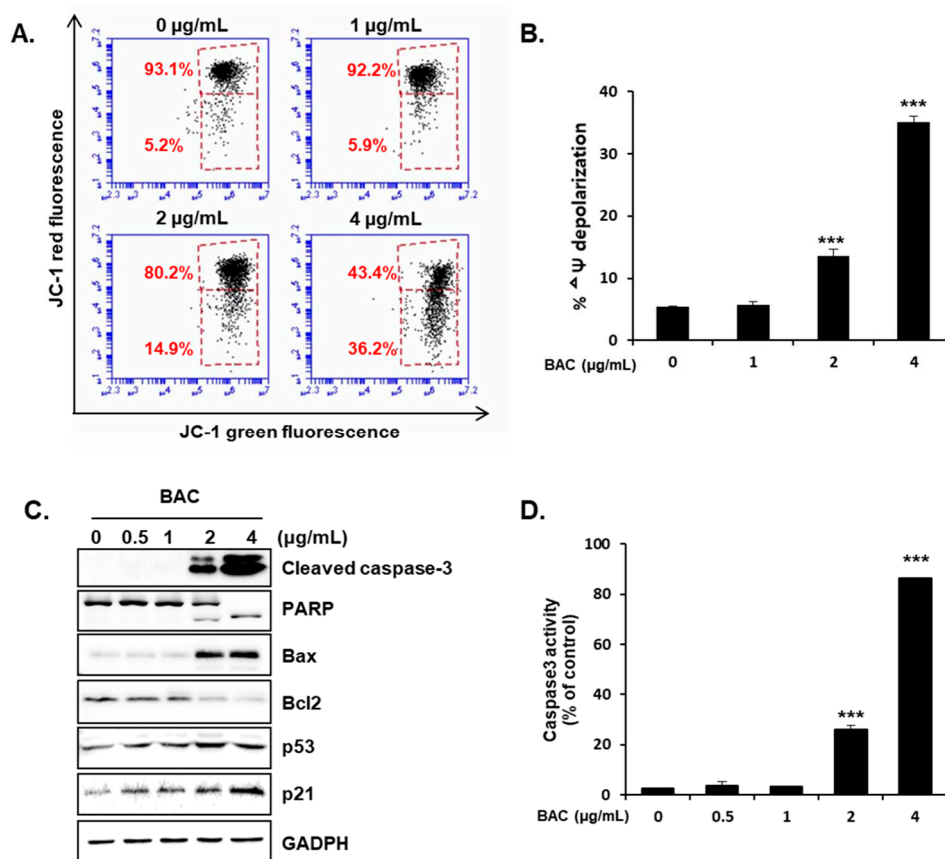 A.
0 µg/mL
1 µg/mL
93.1%
5.2%
92.2%
5.9%
2 µg/mL
4 µg/mL
80.2%
14.9%
43.4%
36.2%
JC-1 red fluorescence
JC-1 green fluorescence
B.
% △Ψ depolarization
40
30
20
10
0
***
***
BAC (µg/mL)
0 1 2 4
C.
BAC
0 0.5 1 2 4 (µg/mL)
Cleaved caspase-3
PARP
Bax
Bcl2
p53
p21
GADPH
D.
Caspase3 activity
(% of control)
100
80
60
40
20
0
***
***
BAC (µg/mL) 0 0.5 1 2 4